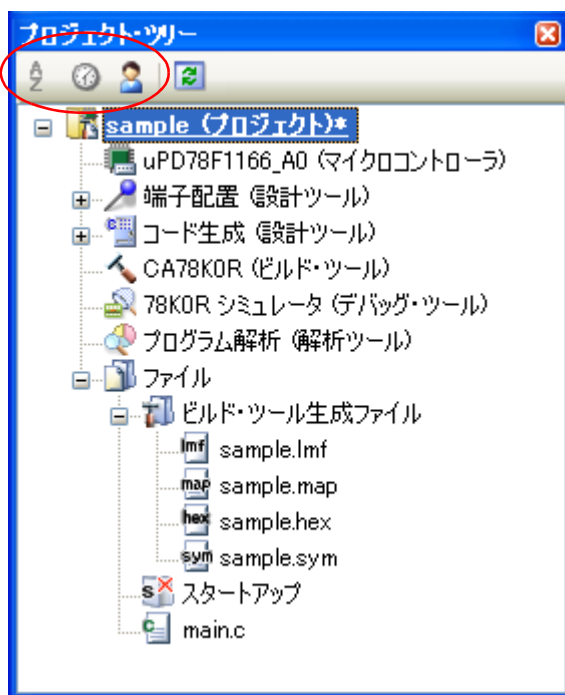 プロジェクト・ツリー
A
Z
sample (プロジェクト)*
uPD78F1166_A0 (マイクロコントローラ)
端子配置 (設計ツール)
コード生成 (設計ツール)
CA78K0R (ビルド・ツール)
78K0R シミュレータ (デバッグ・ツール)
プログラム解析 (解析ツール)
ファイル
ビルド・ツール生成ファイル
lmf sample.lmf
map sample.map
hex sample.hex
sym sample.sym
s スタートアップ
c main.c